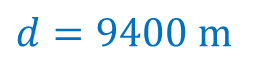 d = 9400 m